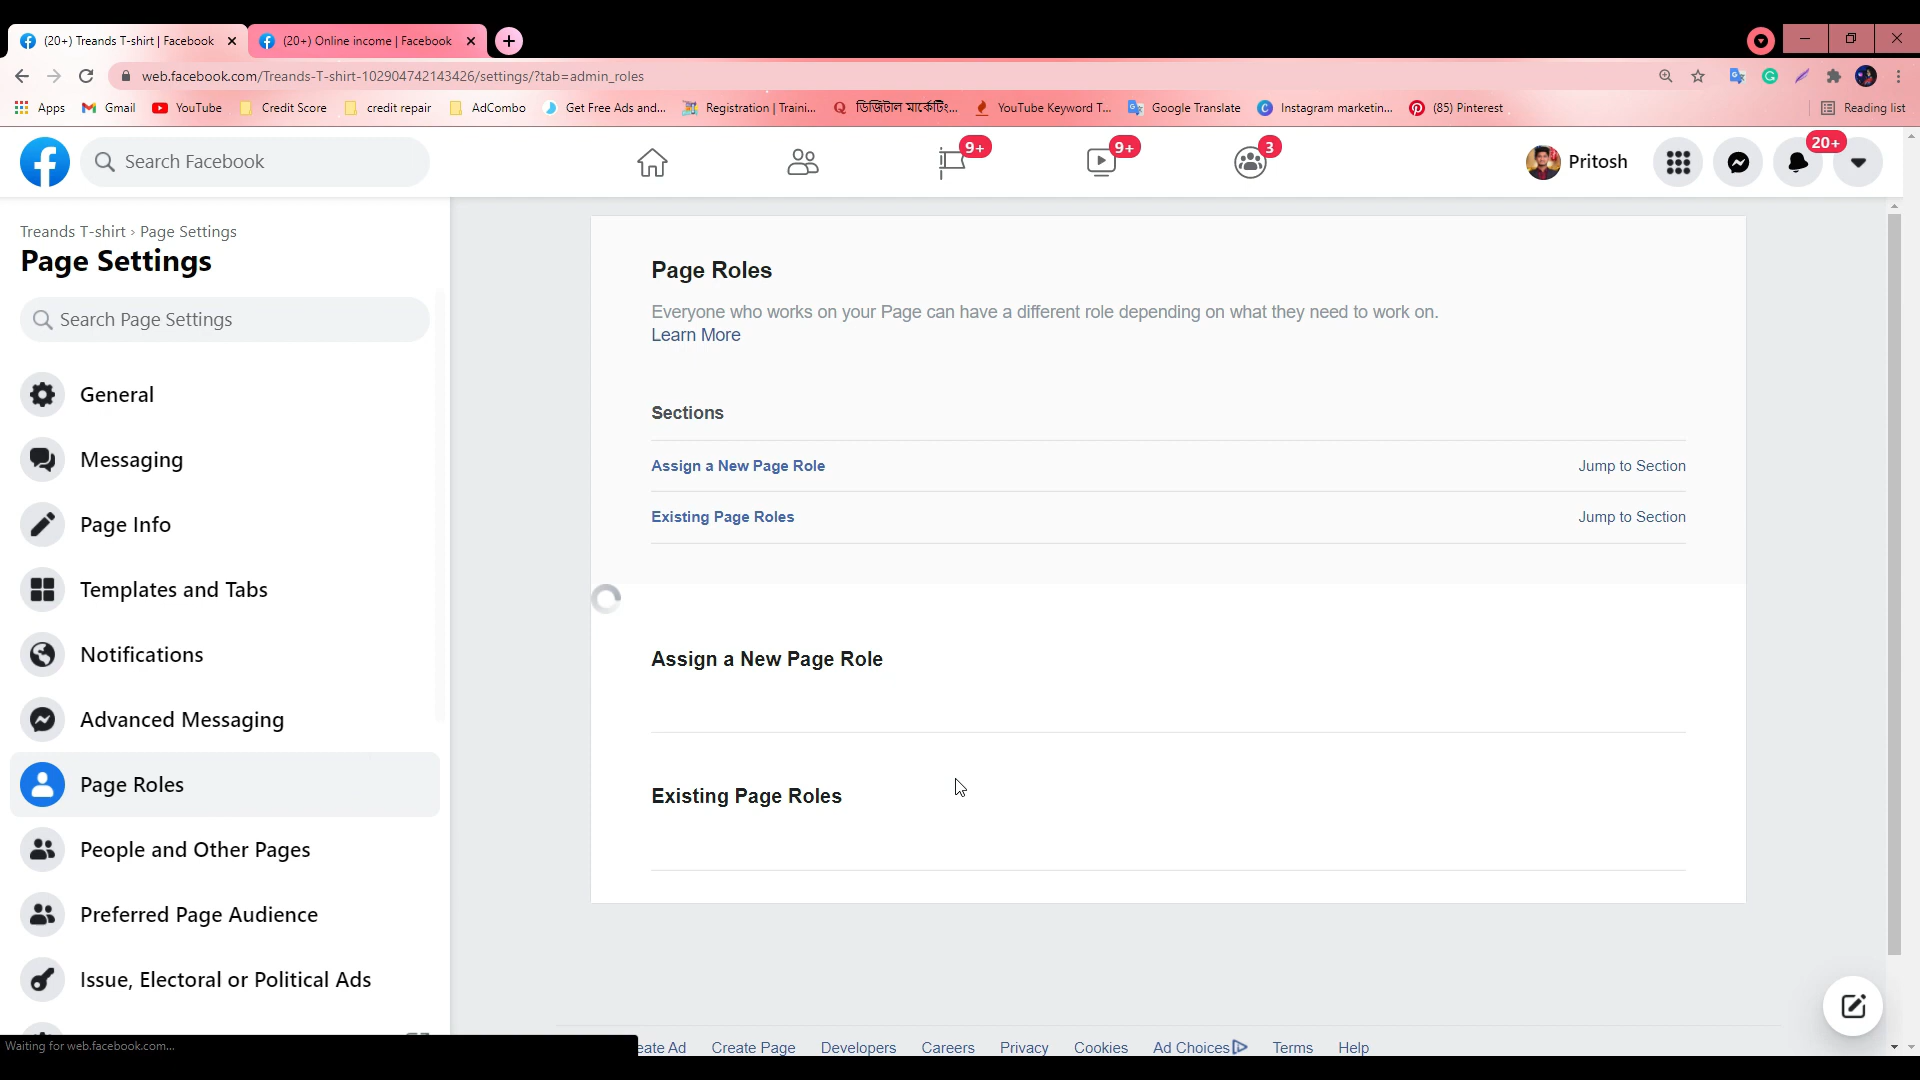 (20+) Treands T-shirt | Facebook
(20+) Online income | Facebook
web.facebook.com/Treands-T-shirt-102904742143426/settings/?tab=admin_roles
Apps
Gmail
YouTube
Credit Score
credit repair
AdCombo
Get Free Ads and...
Registration | Traini...
ডিজিটাল মার্কেটিং...
YouTube Keyword T...
Google Translate
Instagram marketin...
(85) Pinterest
Reading list
Search Facebook
9+
9+
3
Pritosh
20+
Treands T-shirt › Page Settings
Page Settings
Search Page Settings
General
Messaging
Page Info
Templates and Tabs
Notifications
Advanced Messaging
Page Roles
People and Other Pages
Preferred Page Audience
Issue, Electoral or Political Ads
Page Roles
Everyone who works on your Page can have a different role depending on what they need to work on.
Learn More
Sections
Assign a New Page Role
Jump to Section
Existing Page Roles
Jump to Section
Assign a New Page Role
Existing Page Roles
Waiting for web.facebook.com...
eate Ad
Create Page
Developers
Careers
Privacy
Cookies
Ad Choices
Terms
Help